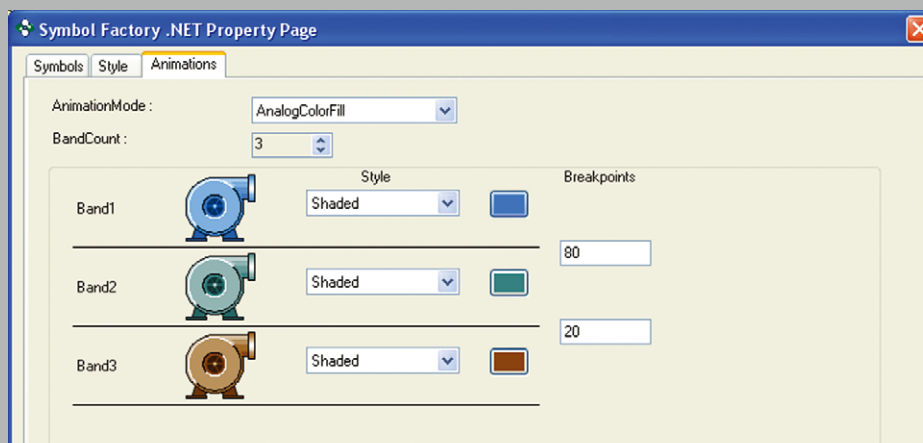 Symbol Factory .NET Property Page
Symbols Style Animations
AnimationMode : AnalogColorFill
BandCount : 3
Style Breakpoints
Band1 Shaded
80
Band2 Shaded
20
Band3 Shaded